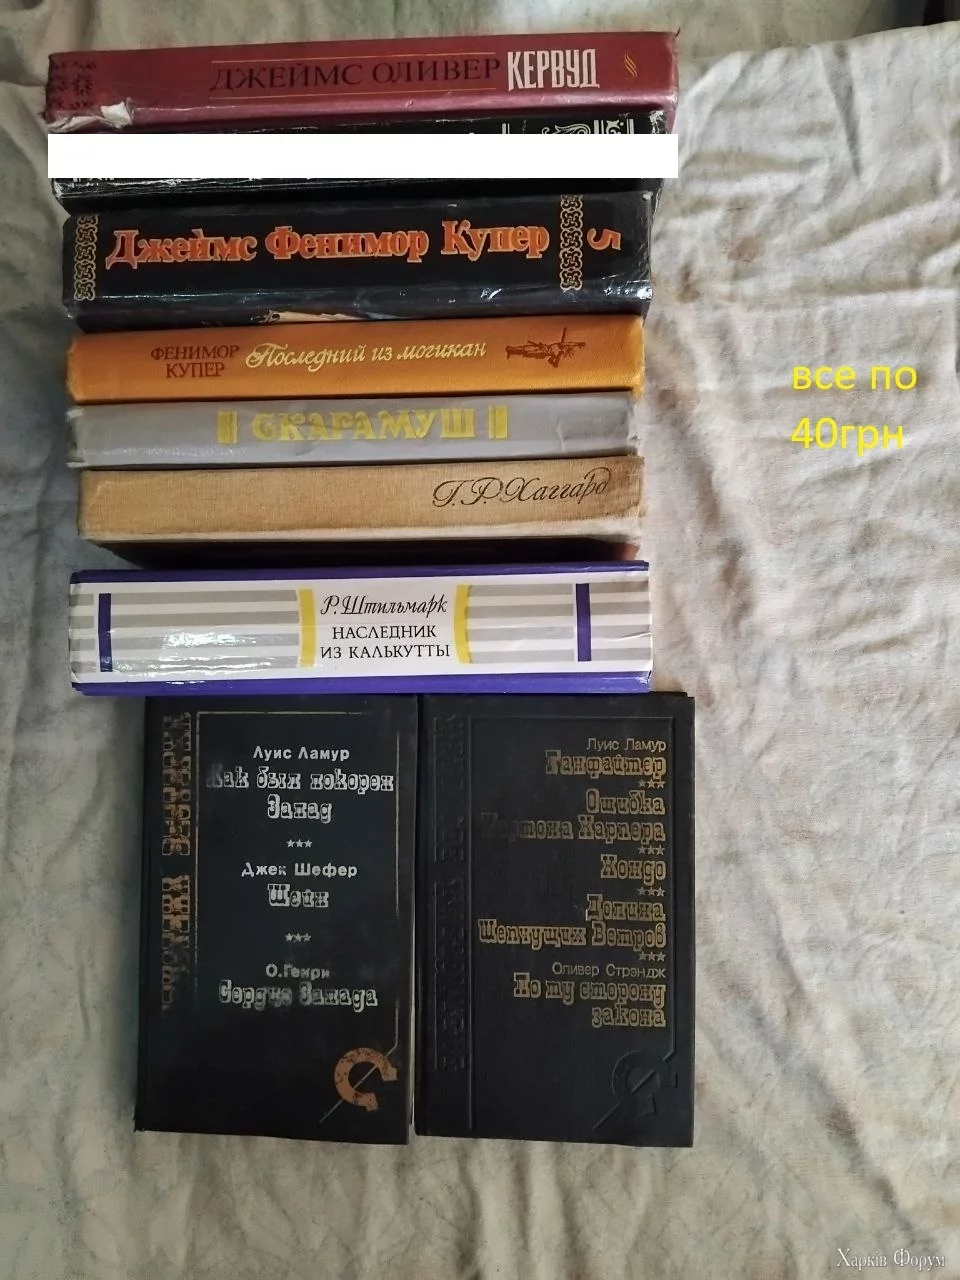 ДЖЕЙМС ОЛИВЕР КЕРВУД
Джеймс Фенимор Купер 5
ФЕНИМОР
КУПЕР
Последний из могикан
СКАРАМУШ
Г.Р.Хаггард
Р.Штильмарк
НАСЛЕДНИК
ИЗ КАЛЬКУТТЫ
все по
40грн
Луис Ламур
Как был покорен
Запад
***
Джек Шефер
Шейн
***
О.Генри
Сердце Запада
ВЕСТЕРН
Луис Ламур
Ганфайтер
***
Ошибка
Мертона Харпера
***
Хондо
***
Долина
Шепчущих Ветров
***
Оливер Стрэндж
По ту сторону
закона
Харків Форум